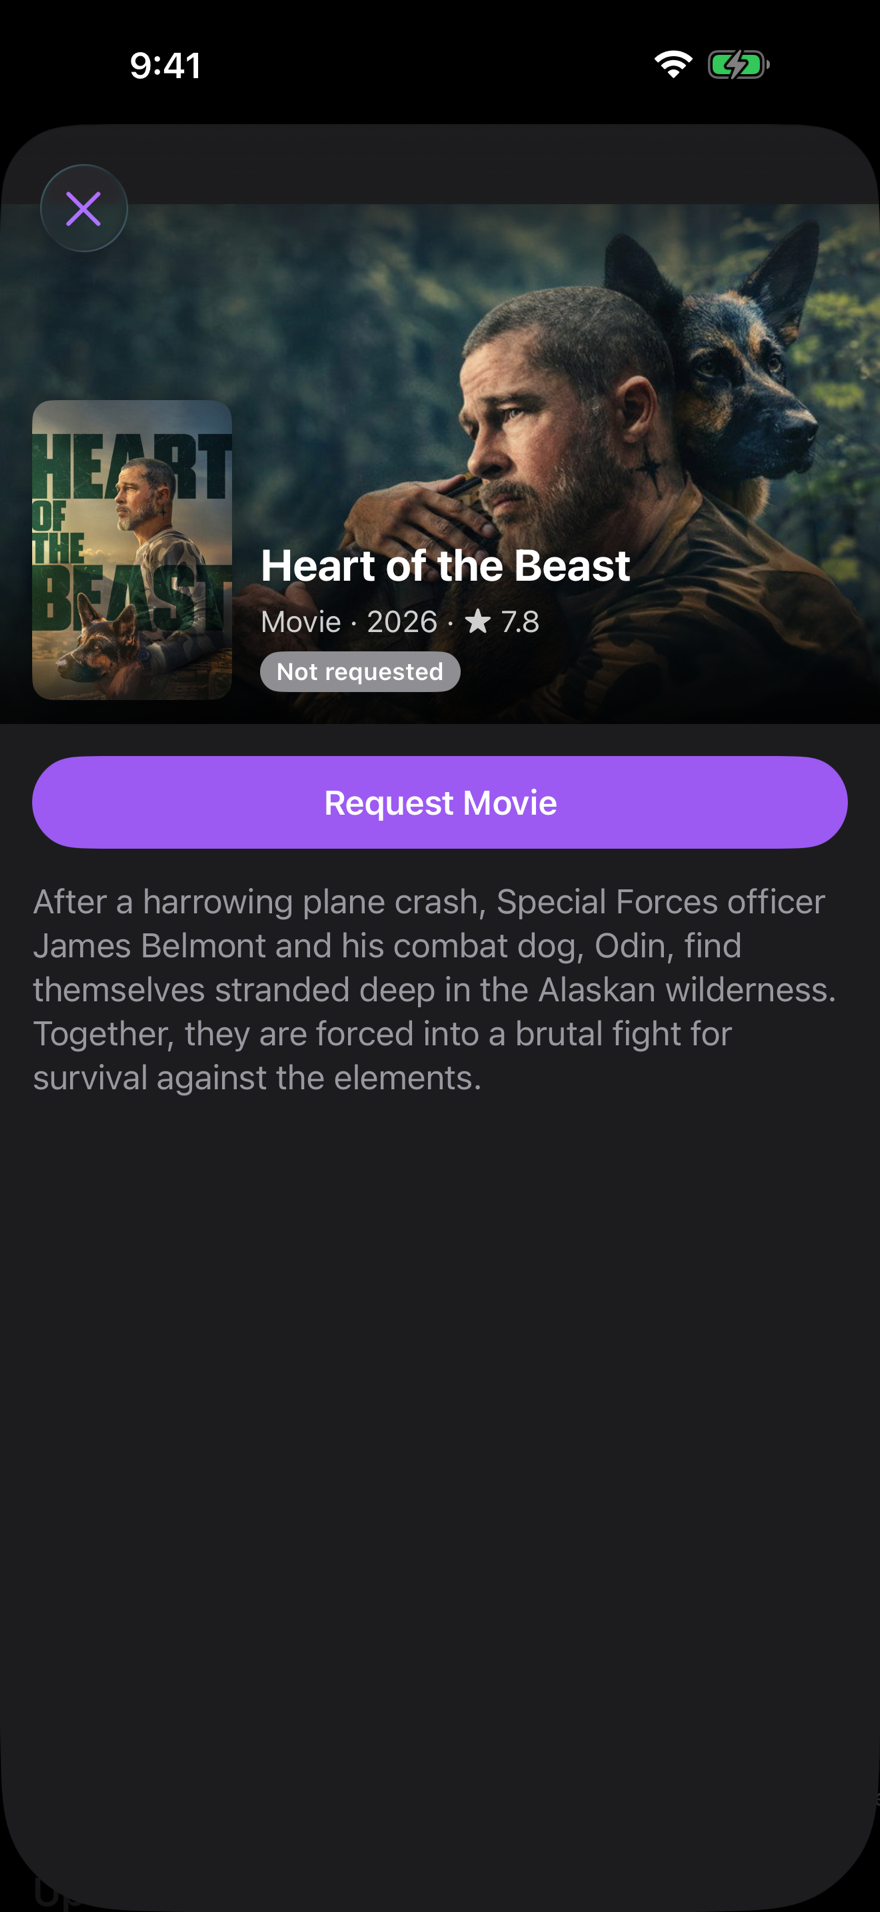 9:41
HEART
OF
THE
BEAST
Heart of the Beast
Movie · 2026 · ★ 7.8
Not requested
Request Movie
After a harrowing plane crash, Special Forces officer
James Belmont and his combat dog, Odin, find
themselves stranded deep in the Alaskan wilderness.
Together, they are forced into a brutal fight for
survival against the elements.